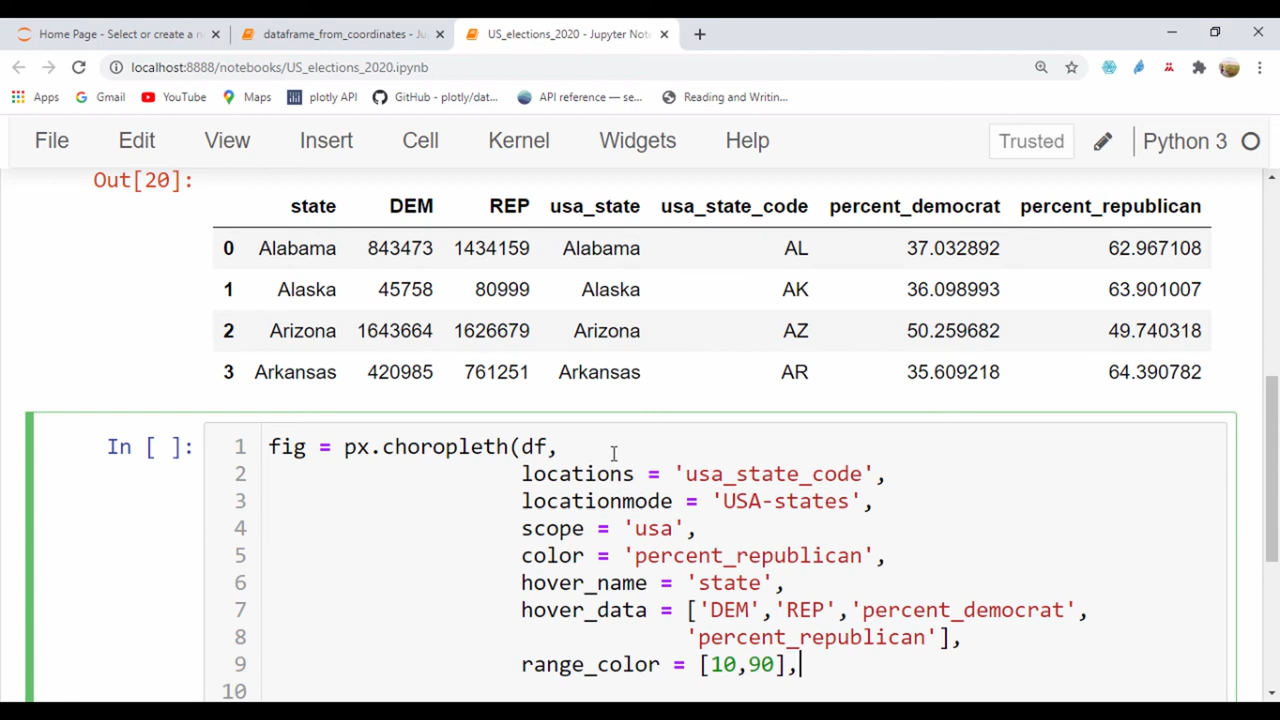 Home Page - Select or create a n
dataframe_from_coordinates - Ju
US_elections_2020 - Jupyter Note
localhost:8888/notebooks/US_elections_2020.ipynb
Apps Gmail YouTube Maps plotly API GitHub - plotly/dat... API reference — se... Reading and Writin...
File Edit View Insert Cell Kernel Widgets Help Trusted Python 3
Out[20]:
state DEM REP usa_state usa_state_code percent_democrat percent_republican
0 Alabama 843473 1434159 Alabama AL 37.032892 62.967108
1 Alaska 45758 80999 Alaska AK 36.098993 63.901007
2 Arizona 1643664 1626679 Arizona AZ 50.259682 49.740318
3 Arkansas 420985 761251 Arkansas AR 35.609218 64.390782
In [ ]: 1 fig = px.choropleth(df,
2 locations = 'usa_state_code',
3 locationmode = 'USA-states',
4 scope = 'usa',
5 color = 'percent_republican',
6 hover_name = 'state',
7 hover_data = ['DEM','REP','percent_democrat',
8 'percent_republican'],
9 range_color = [10,90],
10